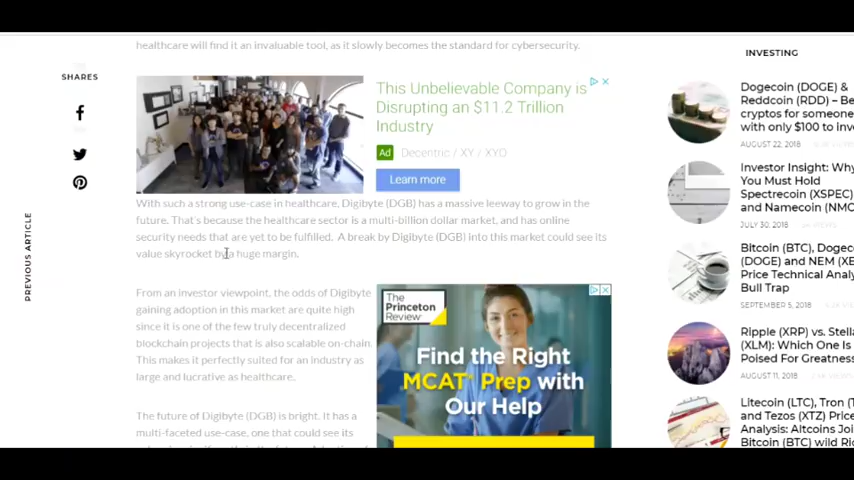 healthcare will find it an invaluable tool, as it slowly becomes the standard for cybersecurity.
SHARES
This Unbelievable Company is
Disrupting an $11.2 Trillion
Industry
Ad Decentric / XY / XYO
Learn more
With such a strong use-case in healthcare, Digibyte (DGB) has a massive leeway to grow in the
future. That's because the healthcare sector is a multi-billion dollar market, and has online
security needs that are yet to be fulfilled. A break by Digibyte (DGB) into this market could see its
value skyrocket by a huge margin.
From an investor viewpoint, the odds of Digibyte
gaining adoption in this market are quite high
since it is one of the few truly decentralized
blockchain projects that is also scalable on-chain.
This makes it perfectly suited for an industry as
large and lucrative as healthcare.
The future of Digibyte (DGB) is bright. It has a
multi-faceted use-case, one that could see its
The
Princeton
Review
Find the Right
MCAT® Prep with
Our Help
PREVIOUS ARTICLE
INVESTING
Dogecoin (DOGE) &
Reddcoin (RDD) – Be
cryptos for someone
with only $100 to inv
AUGUST 22, 2018
Investor Insight: Why
You Must Hold
Spectrecoin (XSPEC)
and Namecoin (NMC
JULY 30, 2018
Bitcoin (BTC), Dogec
(DOGE) and NEM (XE
Price Technical Analy
Bull Trap
SEPTEMBER 5, 2018
Ripple (XRP) vs. Stella
(XLM): Which One Is
Poised For Greatness
AUGUST 11, 2018
Litecoin (LTC), Tron (T
and Tezos (XTZ) Price
Analysis: Altcoins Joi
Bitcoin (BTC) wild Ri